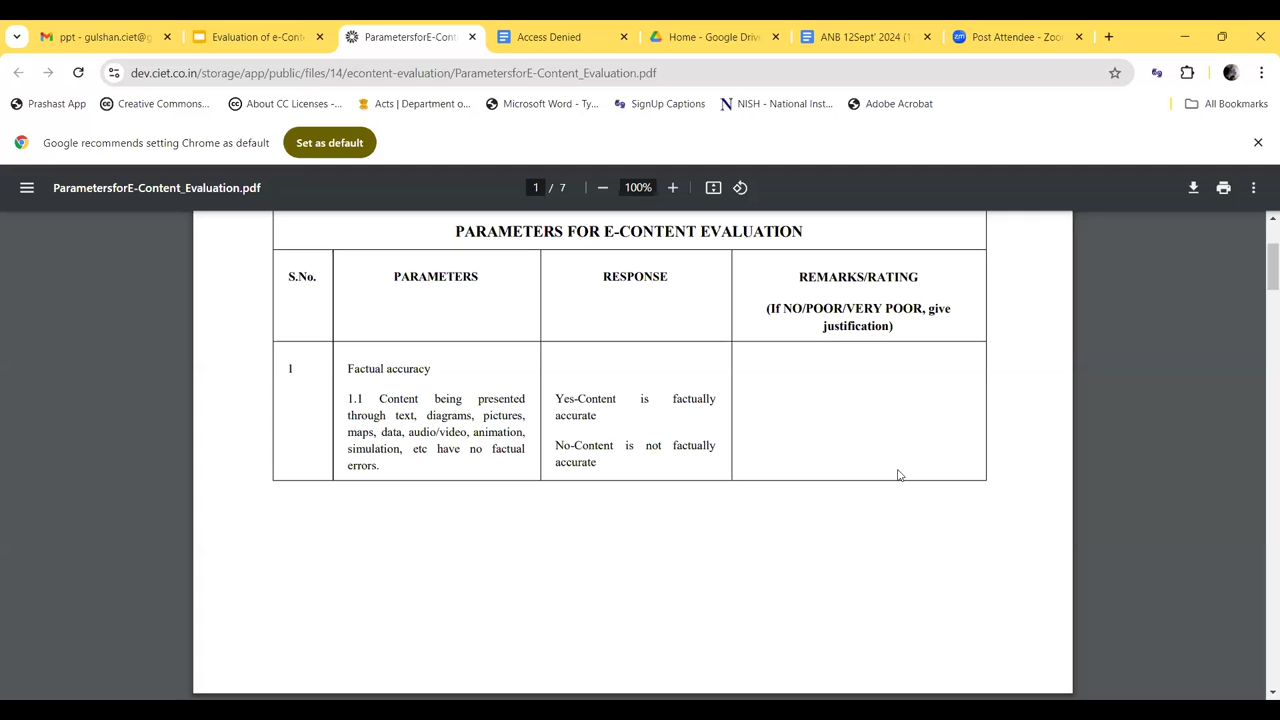 ppt - gulshan.ciet@g
Evaluation of e-Cont
ParametersforE-Cont
Access Denied
Home - Google Drive
ANB 12Sept' 2024 (1
Post Attendee - Zoo
dev.ciet.co.in/storage/app/public/files/14/econtent-evaluation/ParametersforE-Content_Evaluation.pdf
Prashast App
Creative Commons...
About CC Licenses -...
Acts | Department o...
Microsoft Word - Ty...
SignUp Captions
NISH - National Inst...
Adobe Acrobat
All Bookmarks
Google recommends setting Chrome as default
Set as default
ParametersforE-Content_Evaluation.pdf
1 / 7
100%
PARAMETERS FOR E-CONTENT EVALUATION
S.No.
PARAMETERS
RESPONSE
REMARKS/RATING
(If NO/POOR/VERY POOR, give
justification)
1
Factual accuracy
1.1 Content being presented
through text, diagrams, pictures,
maps, data, audio/video, animation,
simulation, etc have no factual
errors.
Yes-Content is factually
accurate
No-Content is not factually
accurate